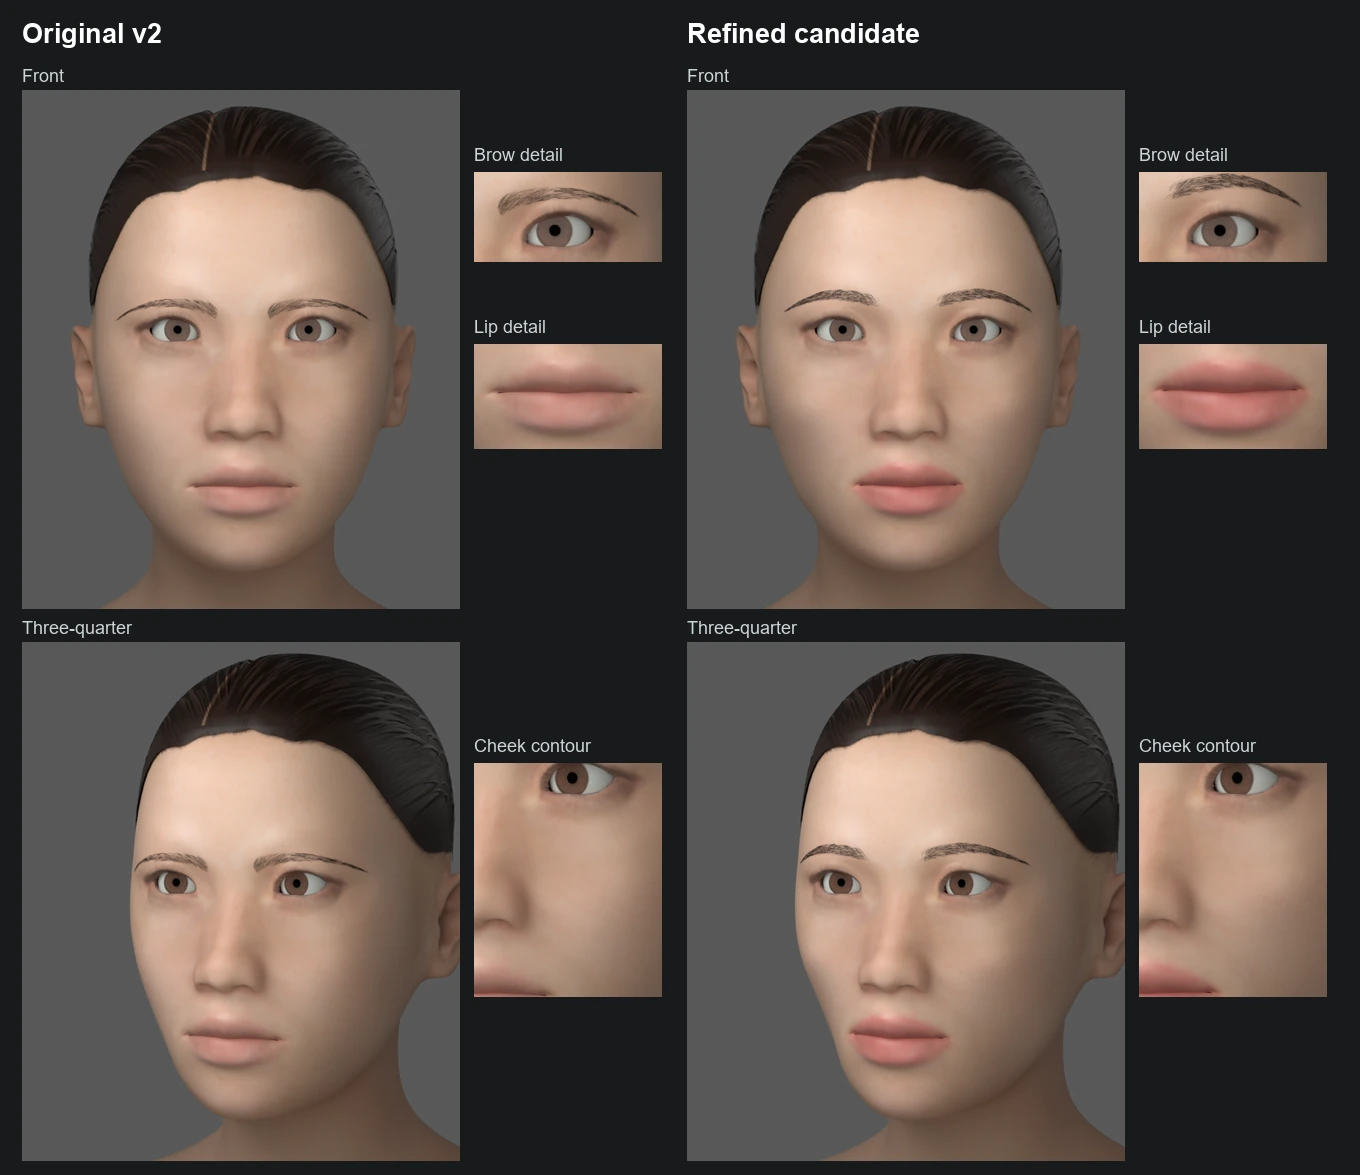 Original v2
Refined candidate
Front
Front
Brow detail
Brow detail
Lip detail
Lip detail
Three-quarter
Three-quarter
Cheek contour
Cheek contour